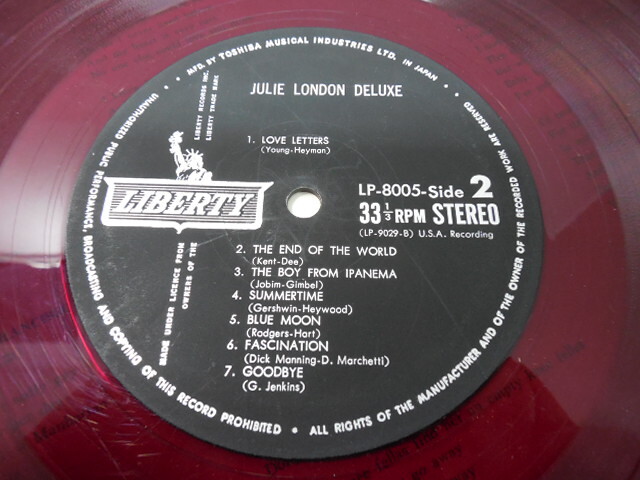 MFD. BY TOSHIBA MUSICAL INDUSTRIES LTD. IN JAPAN
UNAUTHORIZED PUBLIC PERFORMANCE, BROADCASTING AND COPYING OF THIS RECORD PROHIBITED • ALL RIGHTS OF THE MANUFACTURER AND OF THE OWNER OF THE RECORDED WORK ARE RESERVED
LIBERTY RECORDS INC.
LIBERTY TRADE MARK
JULIE LONDON DELUXE
1. LOVE LETTERS
(Young-Heyman)
LIBERTY
LP-8005-Side 2
33 1/3 RPM STEREO
(LP-9029-B) U.S.A. Recording
MADE UNDER LICENCE FROM
OWNERS OF THE
2. THE END OF THE WORLD
(Kent-Dee)
3. THE BOY FROM IPANEMA
(Jobim-Gimbel)
4. SUMMERTIME
(Gershwin-Heywood)
5. BLUE MOON
(Rodgers-Hart)
6. FASCINATION
(Dick Manning-D. Marchetti)
7. GOODBYE
(G. Jenkins)